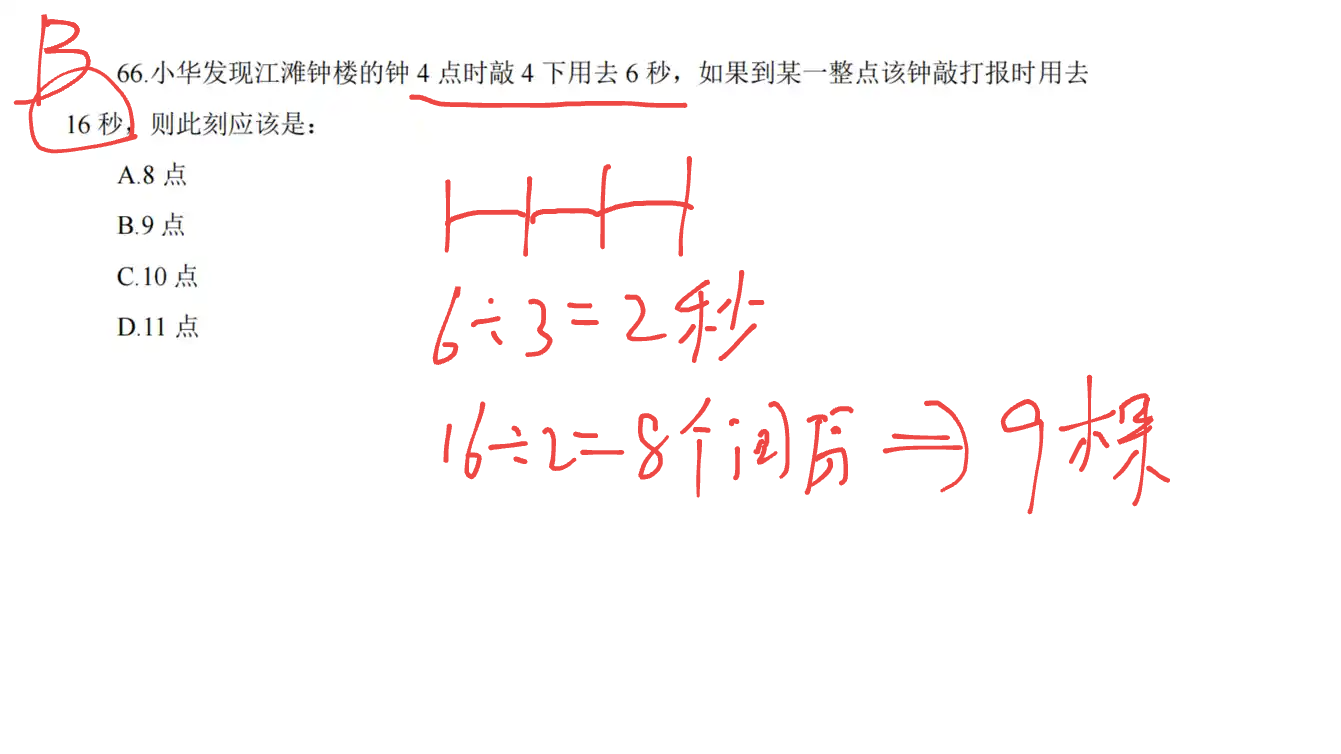 B
66.小华发现江滩钟楼的钟 4 点时敲 4 下用去 6 秒，如果到某一整点该钟敲打报时用去
16 秒，则此刻应该是：
A.8 点
B.9 点
C.10 点
D.11 点
6÷3=2秒
16÷2=8个间隔⇒9棵